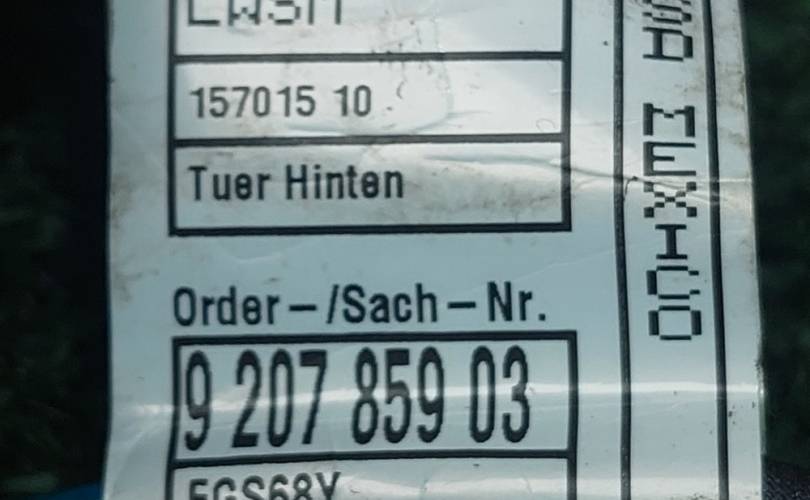 157015 10
Tuer Hinten
Order-/Sach-Nr.
9 207 859 03
MEXICO